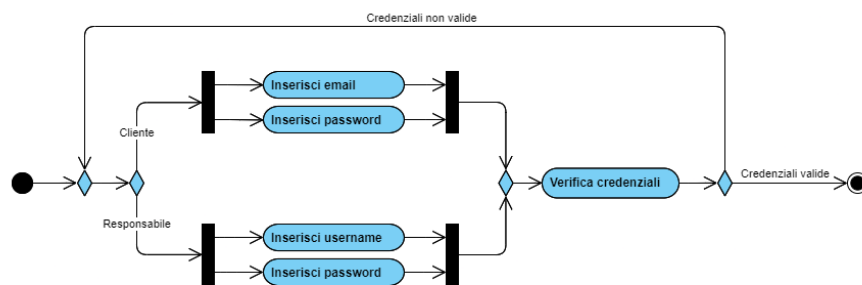 Credenziali non valide
Inserisci email
Inserisci password
Cliente
Verifica credenziali
Credenziali valide
Responsabile
Inserisci username
Inserisci password